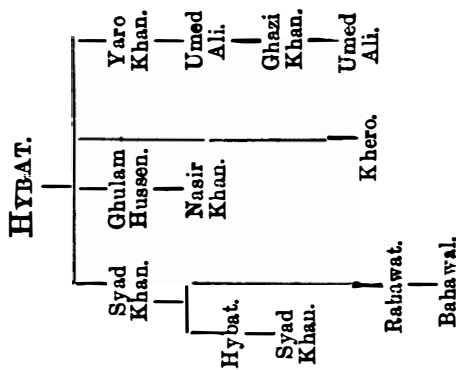 HYBAT.
Syad
Khan.
Ghulam
Hussen.
Yaro
Khan.
Hybat.
Nasir
Khan.
Umed
Ali.
Syad
Khan.
Ghazi
Khan.
Rahawat.
Khero.
Umed
Ali.
Bahawal.